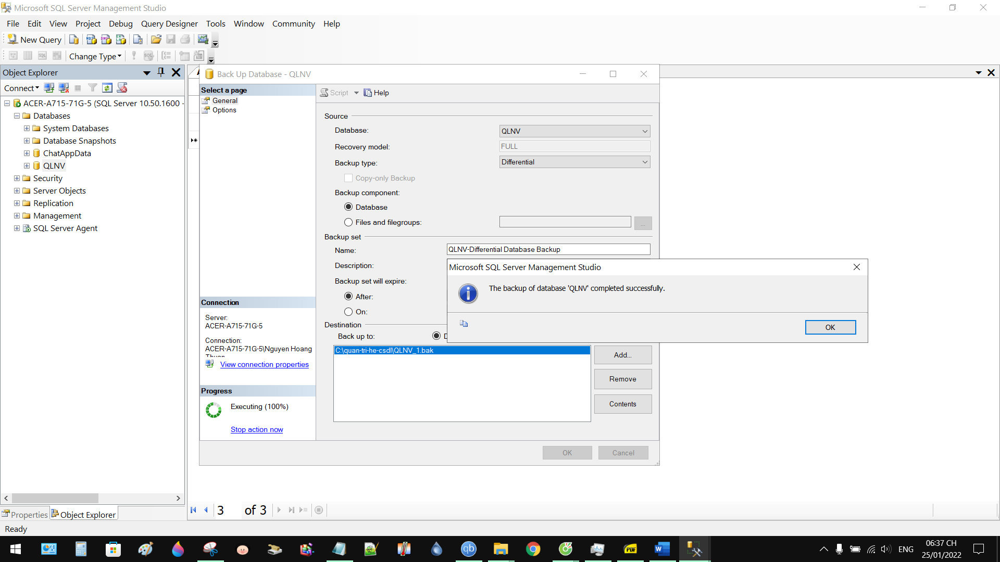 Microsoft SQL Server Management Studio
File Edit View Project Debug Query Designer Tools Window Community Help
New Query
Change Type
Object Explorer
Connect
ACER-A715-71G-5 (SQL Server 10.50.1600 -
Databases
System Databases
Database Snapshots
ChatAppData
QLNV
Security
Server Objects
Replication
Management
SQL Server Agent
Properties
Object Explorer
Ready
Back Up Database - QLNV
Select a page
General
Options
Connection
Server:
ACER-A715-71G-5
Connection:
ACER-A715-71G-5\Nguyen Hoang
View connection properties
Progress
Executing (100%)
Stop action now
Script
Help
Source
Database:
QLNV
Recovery model:
FULL
Backup type:
Differential
Copy-only Backup
Backup component:
Database
Files and filegroups:
...
Backup set
Name:
QLNV-Differential Database Backup
Description:
Backup set will expire:
After:
On:
Destination
Back up to:
C:\quan-tri-he-csdl\QLNV_1.bak
Add...
Remove
Contents
OK
Cancel
Microsoft SQL Server Management Studio
The backup of database 'QLNV' completed successfully.
OK
3 of 3
ENG
06:37 CH
25/01/2022